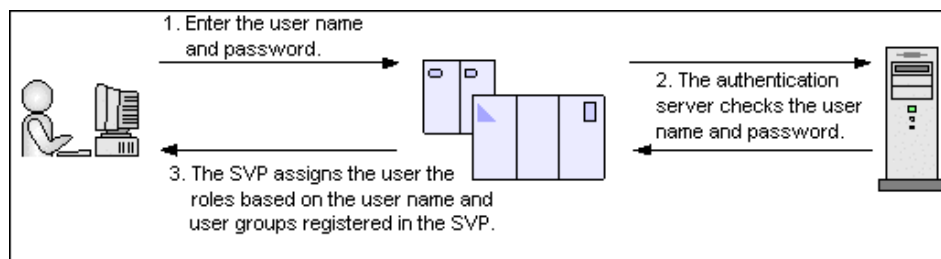 1. Enter the user name
and password.
2. The authentication
server checks the user
name and password.
3. The SVP assigns the user the
roles based on the user name and
user groups registered in the SVP.